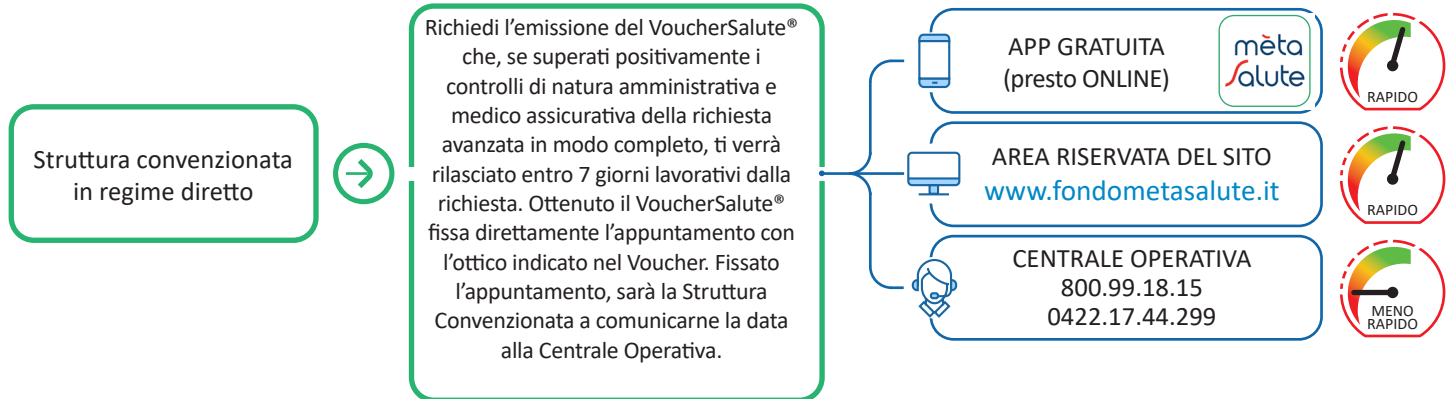 Struttura convenzionata
in regime diretto
Richiedi l’emissione del VoucherSalute®
che, se superati positivamente i
controlli di natura amministrativa e
medico assicurativa della richiesta
avanzata in modo completo, ti verrà
rilasciato entro 7 giorni lavorativi dalla
richiesta. Ottenuto il VoucherSalute®
fissa direttamente l’appuntamento con
l’ottico indicato nel Voucher. Fissato
l’appuntamento, sarà la Struttura
Convenzionata a comunicarne la data
alla Centrale Operativa.
APP GRATUITA
(presto ONLINE)
mèta
Salute
RAPIDO
AREA RISERVATA DEL SITO
www.fondometasalute.it
RAPIDO
CENTRALE OPERATIVA
800.99.18.15
0422.17.44.299
MENO
RAPIDO